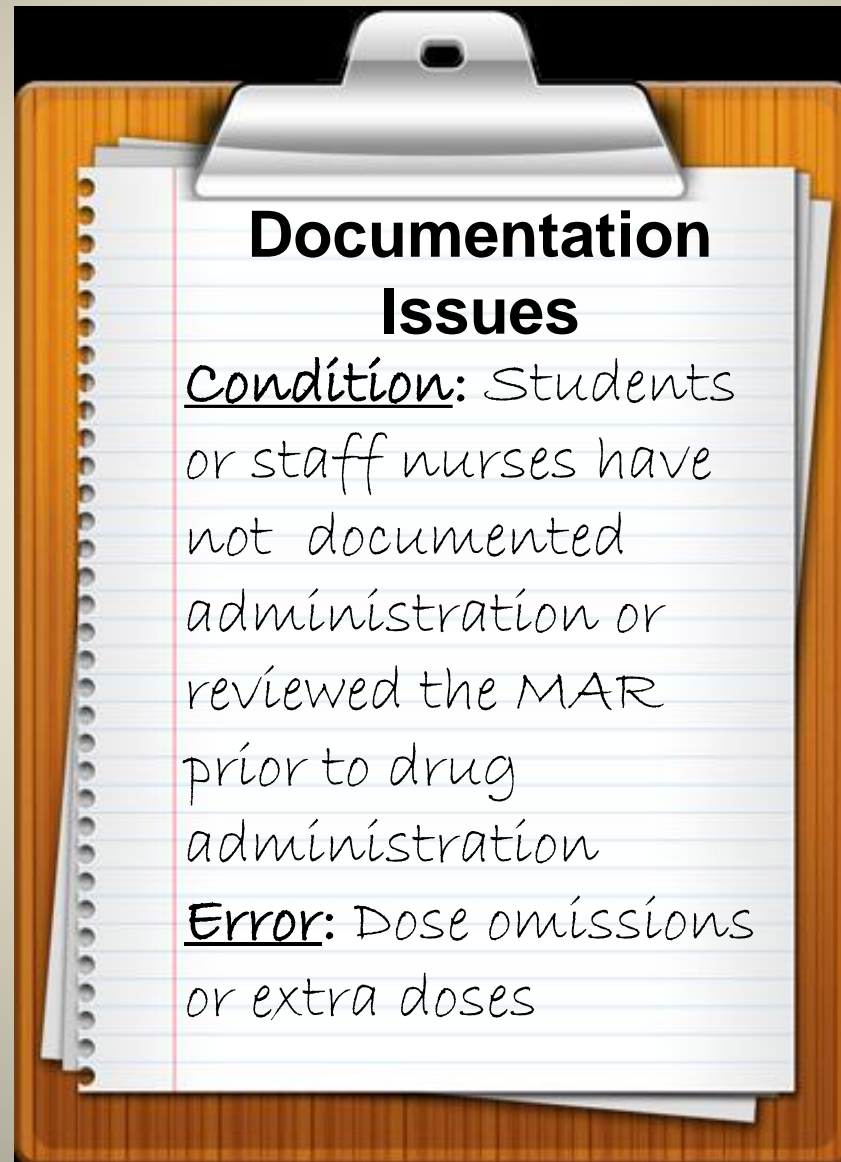 Documentation
Issues
Condition: Students
or staff nurses have
not documented
administration or
reviewed the MAR
prior to drug
administration
Error: Dose omissions
or extra doses